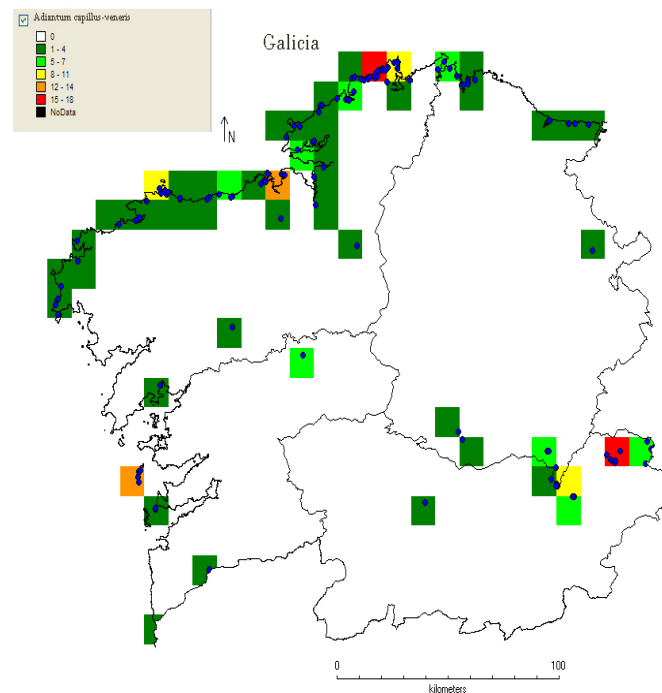 Adiantum capillus-veneris
0
1 - 4
5 - 7
8 - 11
12 - 14
15 - 18
NoData
Galicia
N
0 100
kilometers